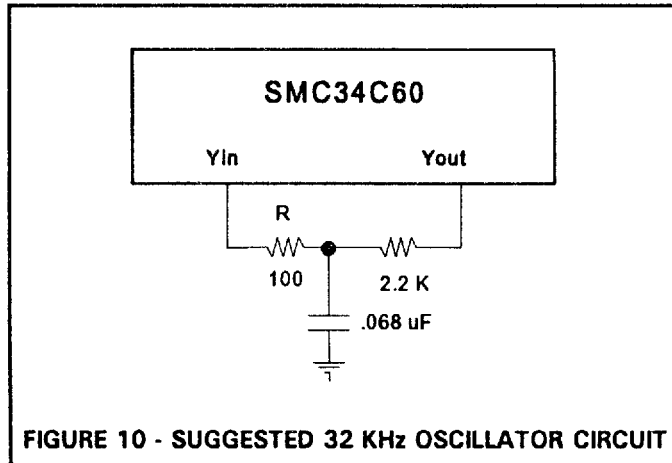 SMC34C60
YIn Yout
R
100 2.2 K
.068 uF
FIGURE 10 - SUGGESTED 32 KHz OSCILLATOR CIRCUIT